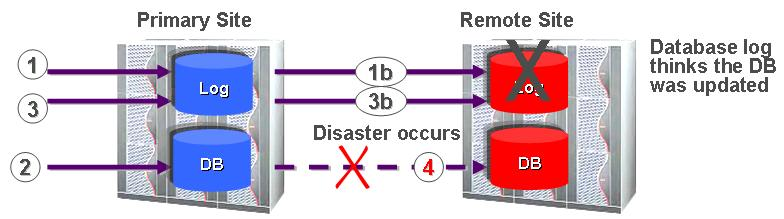 Primary Site
Remote Site
1
Log
1b
Log
Database log
thinks the DB
was updated
3
3b
Disaster occurs
2
DB
4
DB